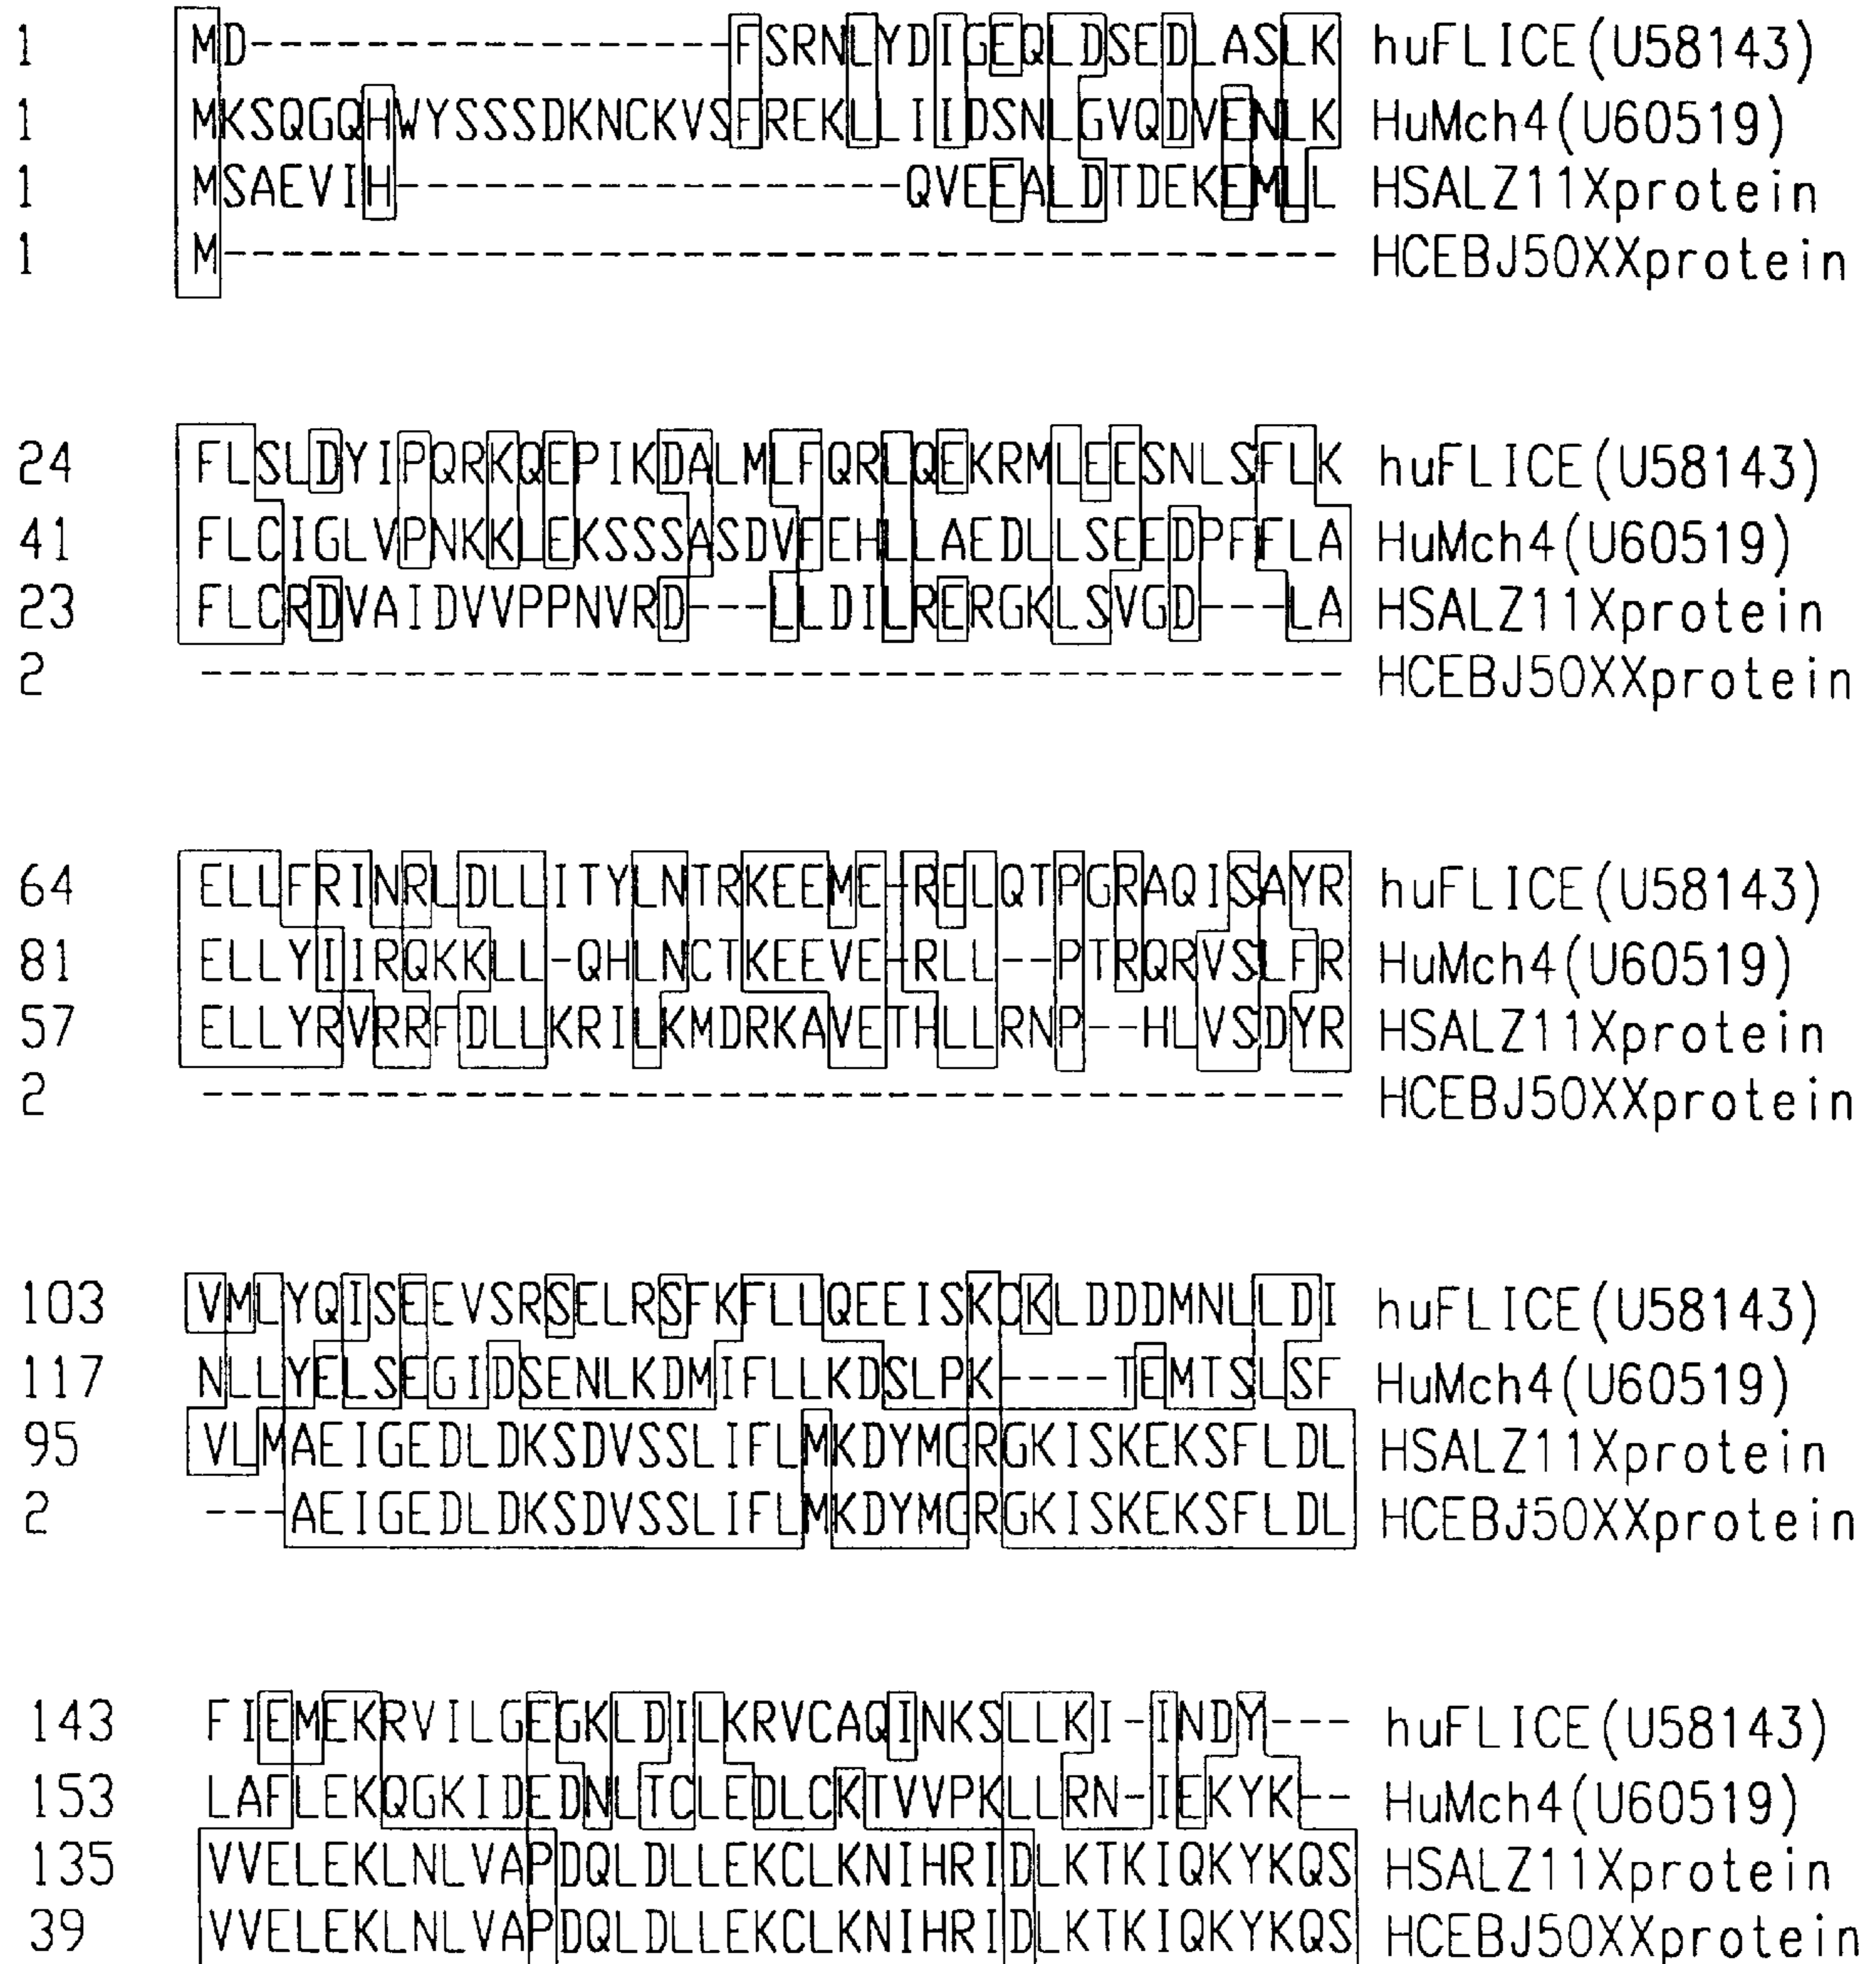 1 MD-----------------FSRNLYDIGEQLDSEDLASLK huFLICE(U58143)
1 MKSQGQHWYSSSDKNCKVSFREKLLIIDSNLGVQDVENLK HuMch4(U60519)
1 MSAEVIH------------------QVEEALDTDEKEMLL HSALZ11Xprotein
1 M--------------------------------------- HCEBJ50XXprotein
24 FLSLDYIPQRKQEPIKDALMLFQRLQEKRMLEESNLSFLK huFLICE(U58143)
41 FLCIGLVPNKKLEKSSSASDVFEHLLAEDLLSEEDPFFLA HuMch4(U60519)
23 FLCRDVAIDVVPPNVRD---LLDILRERGKLSVGD---LA HSALZ11Xprotein
2 ---------------------------------------- HCEBJ50XXprotein
64 ELLFRINRLDLLITYLNTRKEEME-RELQTPGRAQISAYR huFLICE(U58143)
81 ELLYIIRQKKLL-QHLNCTKEEVE-RLL--PTRQRVSLFR HuMch4(U60519)
57 ELLYRVRRFDLLKRILKMDRKAVETHLLRNP--HLVSDYR HSALZ11Xprotein
2 ---------------------------------------- HCEBJ50XXprotein
103 VMLYQISEEVSRSELRSFKFLLQEEISKCKLDDDMNLLDI huFLICE(U58143)
117 NLLYELSEGIDSENLKDMIFLLKDSLPK----TEMTSLSF HuMch4(U60519)
95 VLMAEIGEDLDKSDVSSLIFLMKDYMGRGKISKEKSFLDL HSALZ11Xprotein
2 ---AEIGEDLDKSDVSSLIFLMKDYMGRGKISKEKSFLDL HCEBJ50XXprotein
143 FIEMEKRVILGEGKLDILKRVCAQINKSLLKI-INDY--- huFLICE(U58143)
153 LAFLEKQGKIDEDNLTCLEDLCKTVVPKLLRN-IEKYK-- HuMch4(U60519)
135 VVELEKLNLVAPDQLDLLEKCLKNIHRIDLKTKIQKYKQS HSALZ11Xprotein
39 VVELEKLNLVAPDQLDLLEKCLKNIHRIDLKTKIQKYKQS HCEBJ50XXprotein